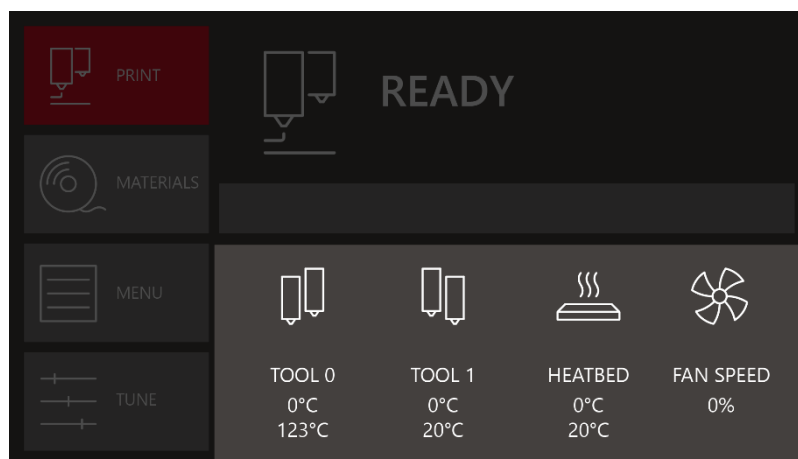 PRINT
READY
MATERIALS
MENU
TUNE
TOOL 0 TOOL 1 HEATBED FAN SPEED
0°C 0°C 0°C 0%
123°C 20°C 20°C